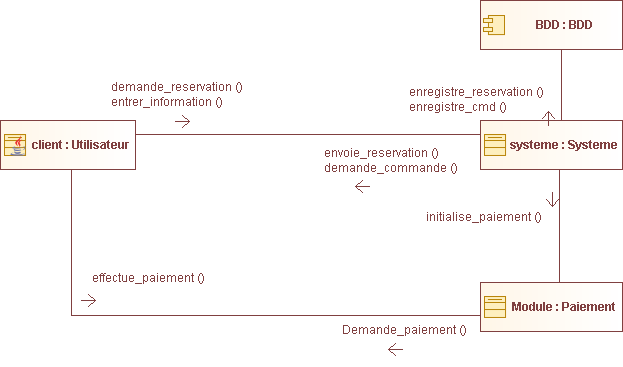 BDD : BDD
demande_reservation ()
entrer_information ()
enregistre_reservation ()
enregistre_cmd ()
client : Utilisateur
systeme : Systeme
envoie_reservation ()
demande_commande ()
initialise_paiement ()
effectue_paiement ()
Module : Paiement
Demande_paiement ()